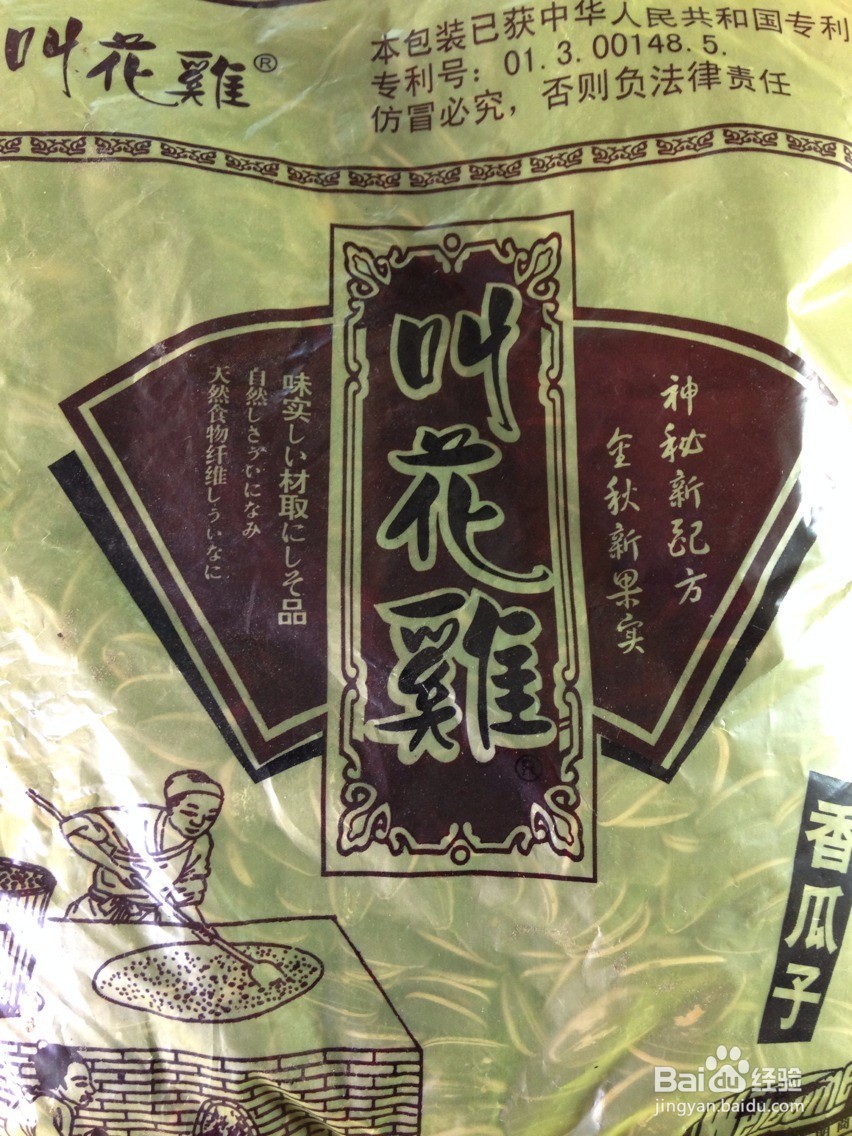 叫花雞®
本包装已获中华人民共和国专利
专利号：01.3.00148.5.
仿冒必究，否则负法律责任
神秘新配方
金秋新果实
叫花雞
®
味实しい材取にしそ品
自然しさうぃになみ
天然食物纤维しういなに
香瓜子
Baidu经验
jingyan.baidu.com